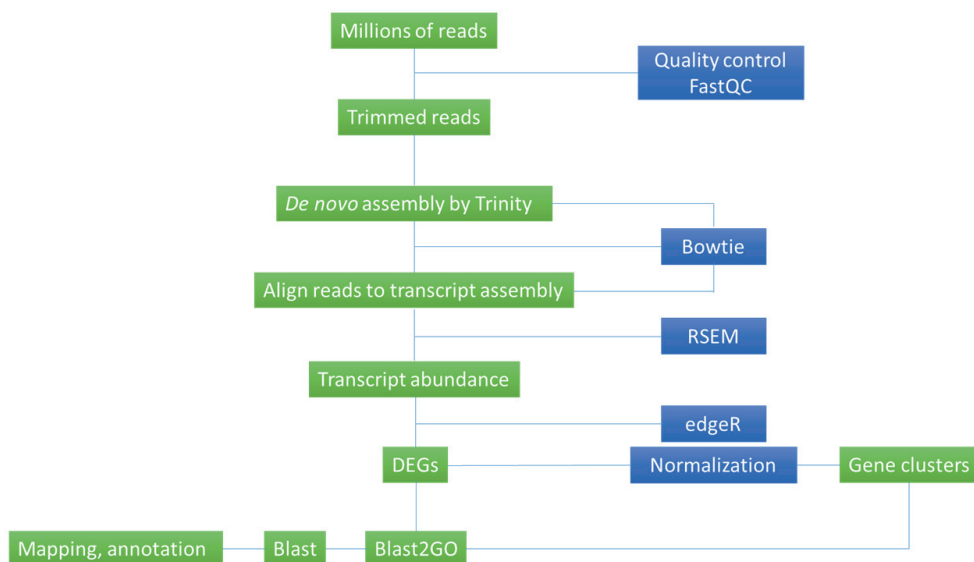 Millions of reads
Quality control
FastQC
Trimmed reads
De novo assembly by Trinity
Bowtie
Align reads to transcript assembly
RSEM
Transcript abundance
edgeR
DEGs
Normalization
Gene clusters
Mapping, annotation
Blast
Blast2GO